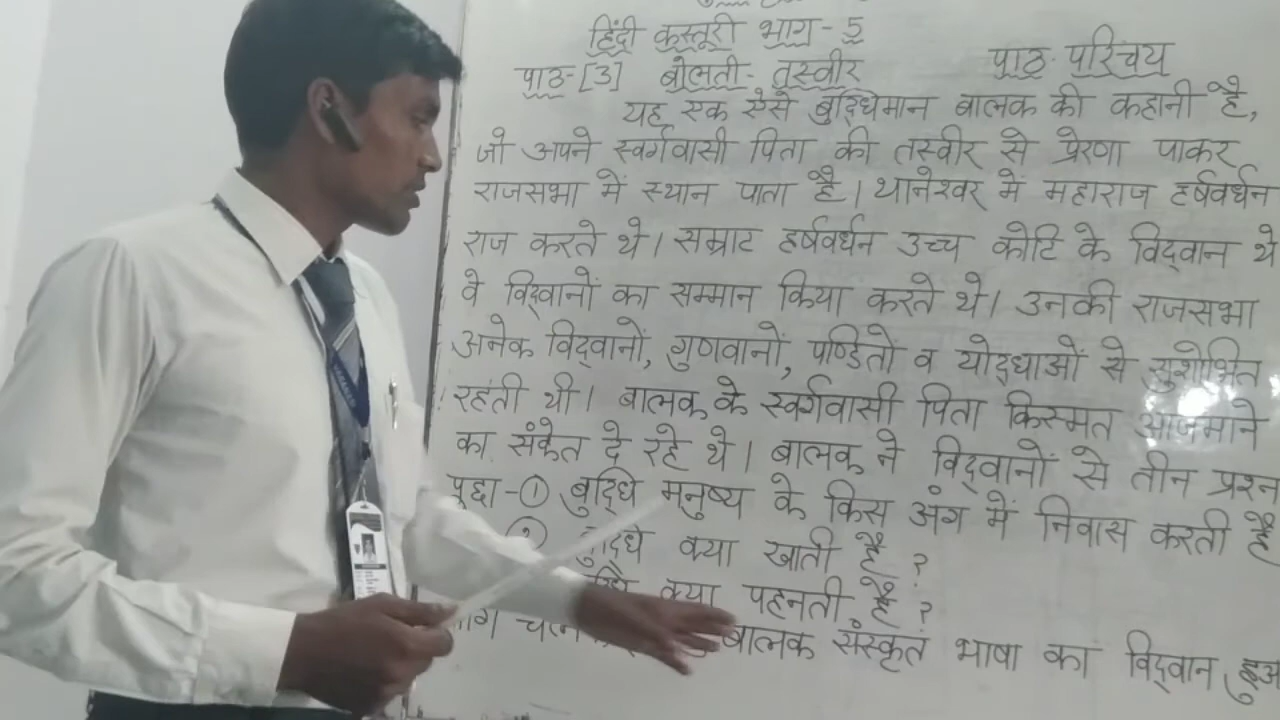 हिंदी कस्तूरी भाग-5
पाठ-[3] बोलती-तस्वीर पाठ-परिचय
यह एक ऐसे बुद्धिमान बालक की कहानी है,
जो अपने स्वर्गवासी पिता की तस्वीर से प्रेरणा पाकर
राजसभा में स्थान पाता है। थानेश्वर में महाराज हर्षवर्धन
राज करते थे। सम्राट हर्षवर्धन उच्च कोटि के विद्वान थे
वे विद्वानों का सम्मान किया करते थे। उनकी राजसभा
अनेक विद्वानों, गुणवानों, पण्डितों व योद्धाओं से सुशोभित
रहती थी। बालक के स्वर्गवासी पिता किस्मत आजमाने
का संकेत दे रहे थे। बालक ने विद्वानों से तीन प्रश्न
पूछा-① बुद्धि मनुष्य के किस अंग में निवास करती है
② बुद्धि क्या खाती है ?
क्या पहनती है ?
बालक संस्कृत भाषा का विद्वान हुआ